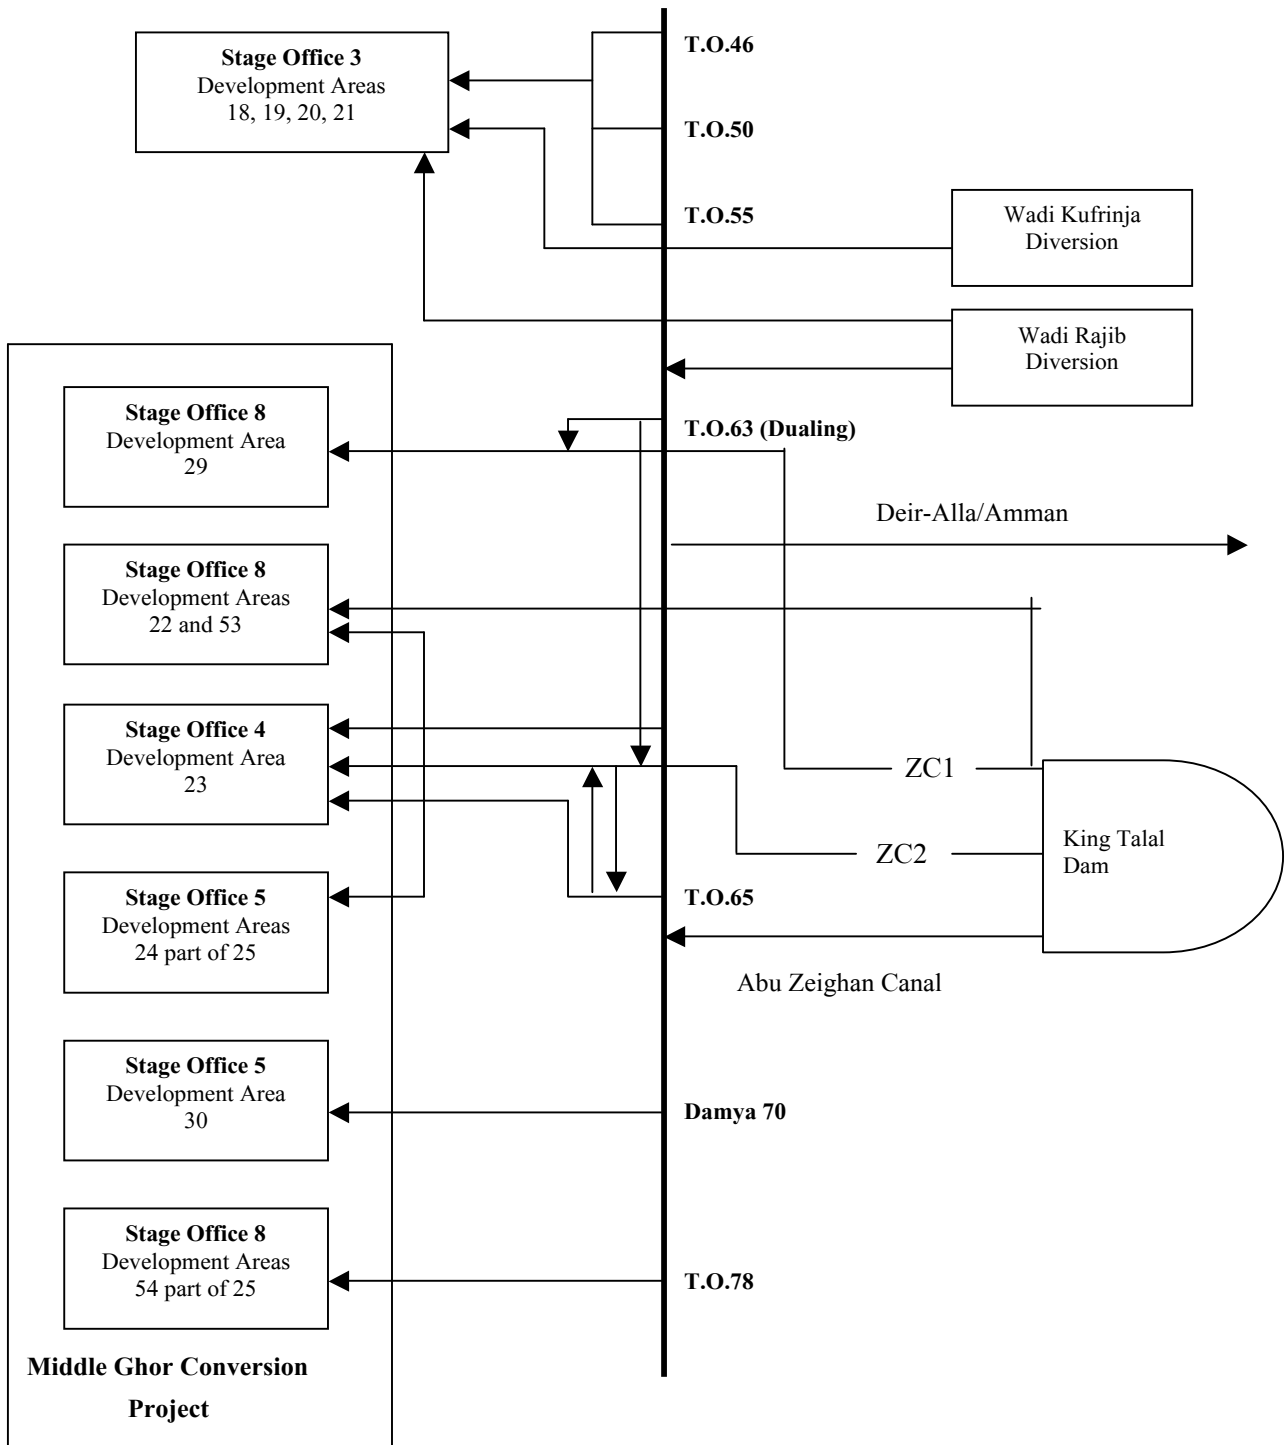 Stage Office 3
Development Areas
18, 19, 20, 21
T.O.46
T.O.50
T.O.55
Wadi Kufrinja
Diversion
Wadi Rajib
Diversion
Stage Office 8
Development Area
29
T.O.63 (Dualing)
Deir-Alla/Amman
Stage Office 8
Development Areas
22 and 53
Stage Office 4
Development Area
23
ZC1
ZC2
King Talal
Dam
Stage Office 5
Development Areas
24 part of 25
T.O.65
Abu Zeighan Canal
Stage Office 5
Development Area
30
Damya 70
Stage Office 8
Development Areas
54 part of 25
T.O.78
Middle Ghor Conversion
Project